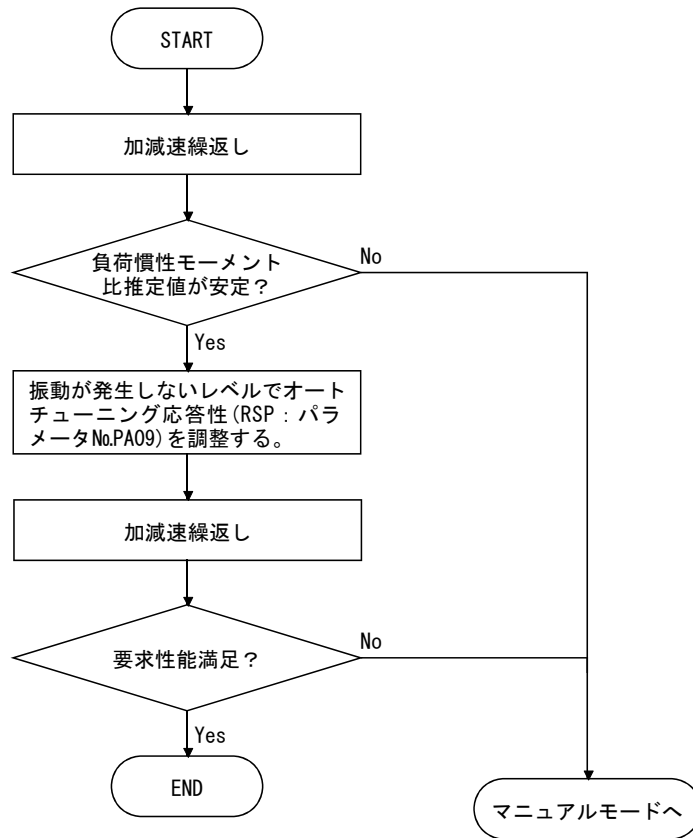 START
加減速繰返し
負荷慣性モーメント
比推定値が安定？
No
Yes
振動が発生しないレベルでオート
チューニング応答性(RSP：パラ
メータ№PA09)を調整する。
加減速繰返し
要求性能満足？
No
Yes
END
マニュアルモードへ